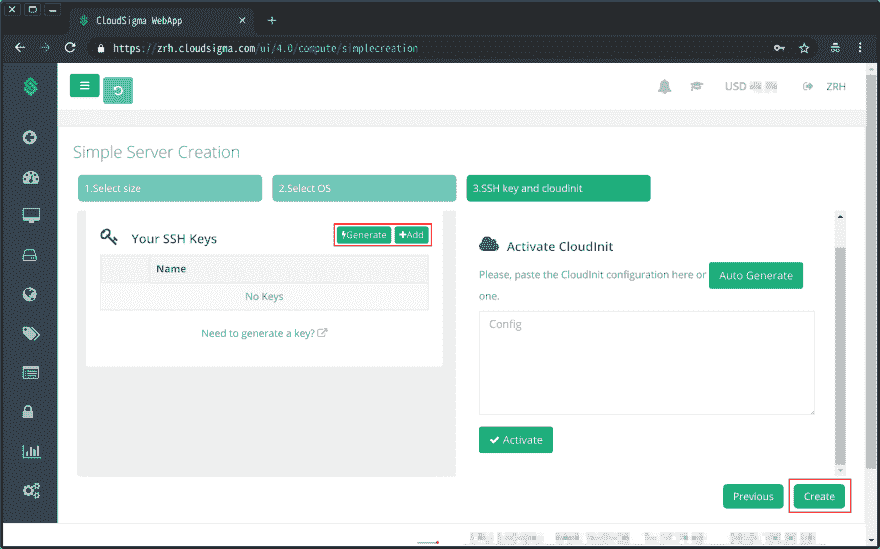 CloudSigma WebApp
https://zrh.cloudsigma.com/ui/4.0/compute/simplecreation
USD
ZRH
Simple Server Creation
1.Select size
2.Select OS
3.SSH key and cloudinit
Your SSH Keys
Generate
Add
Name
No Keys
Need to generate a key?
Activate CloudInit
Please, paste the CloudInit configuration here or Auto Generate
one.
Config
Activate
Previous
Create